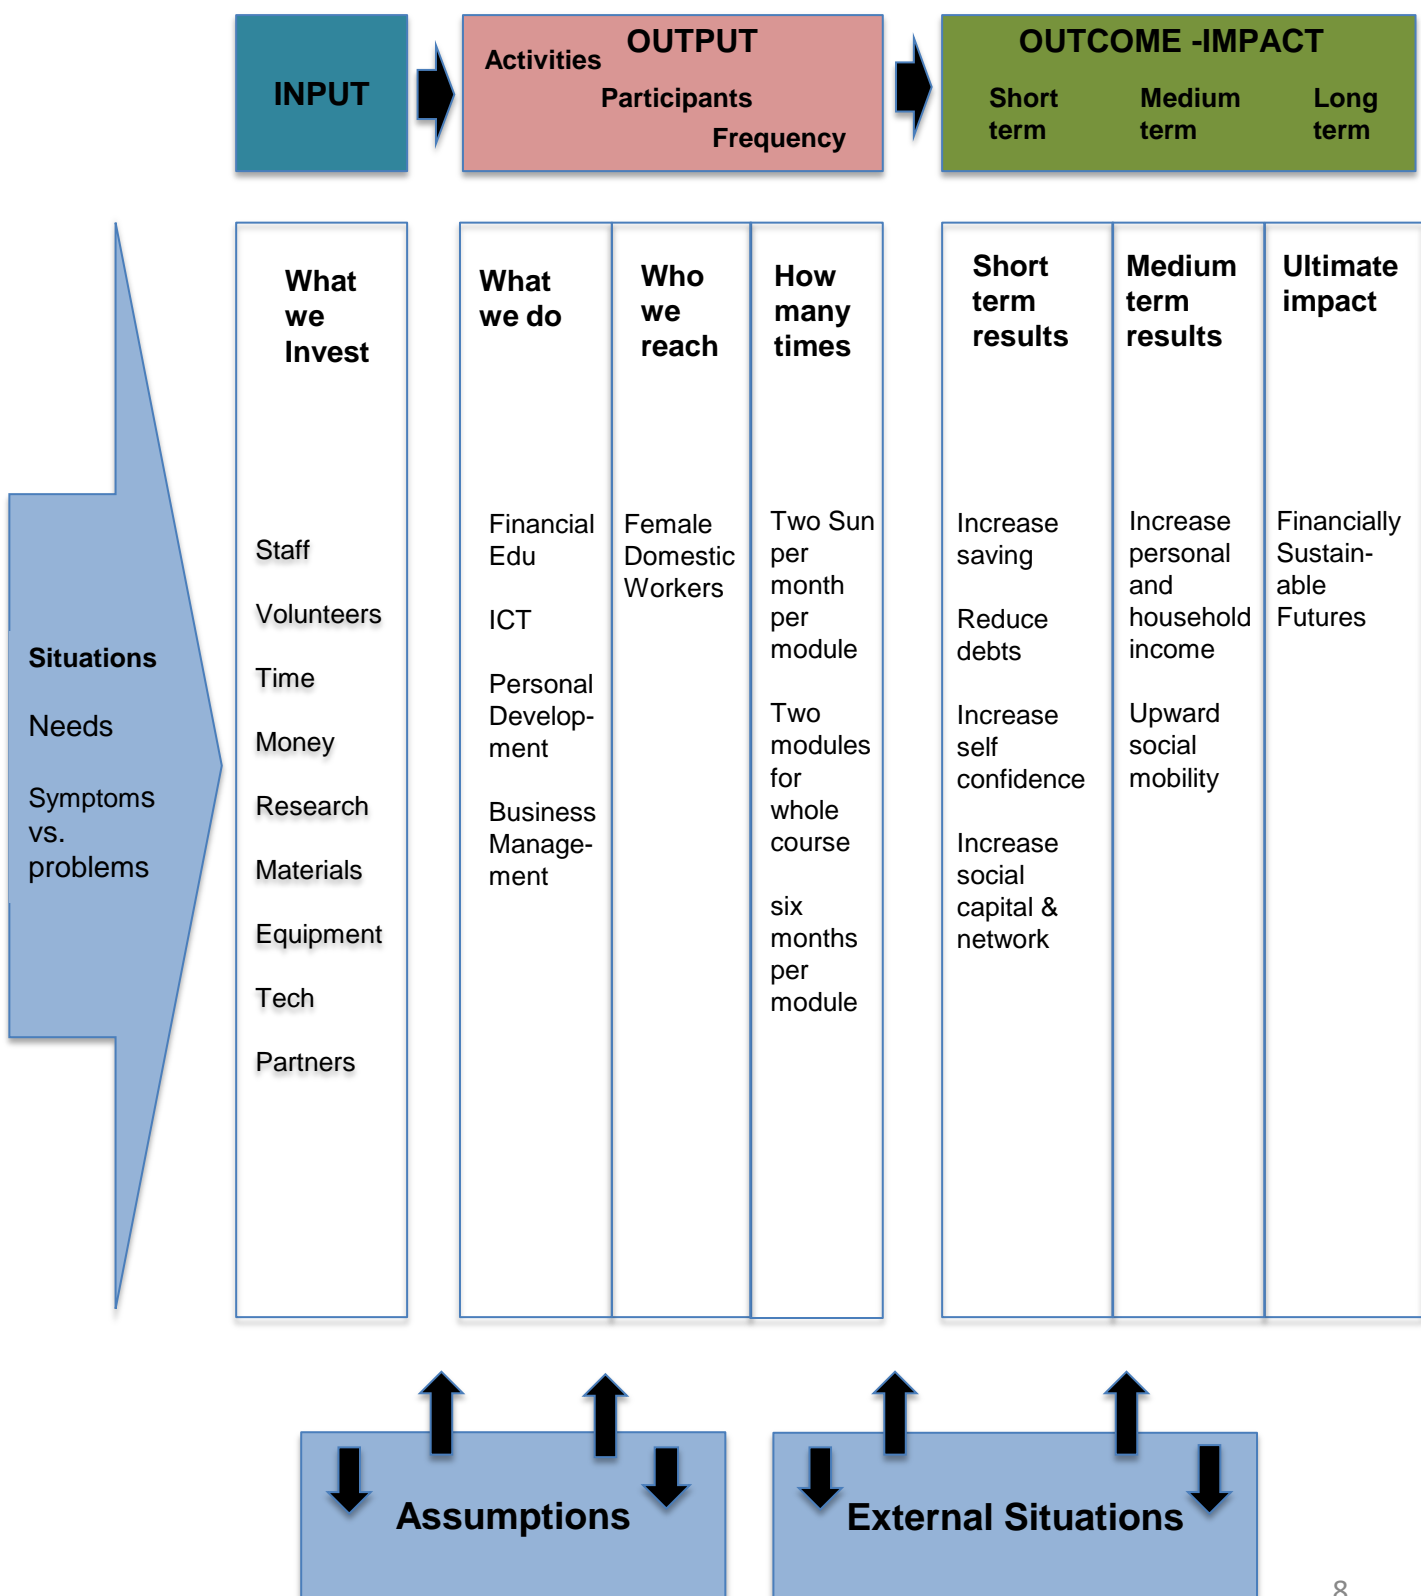 INPUT
OUTPUT
Activities
Participants
Frequency
OUTCOME -IMPACT
Short
term
Medium
term
Long
term
Situations
Needs
Symptoms
vs.
problems
What
we
Invest
Staff
Volunteers
Time
Money
Research
Materials
Equipment
Tech
Partners
What
we do
Financial
Edu
ICT
Personal
Develop-
ment
Business
Manage-
ment
Who
we
reach
Female
Domestic
Workers
How
many
times
Two Sun
per
month
per
module
Two
modules
for
whole
course
six
months
per
module
Short
term
results
Increase
saving
Reduce
debts
Increase
self
confidence
Increase
social
capital &
network
Medium
term
results
Increase
personal
and
household
income
Upward
social
mobility
Ultimate
impact
Financially
Sustain-
able
Futures
Assumptions
External Situations
8